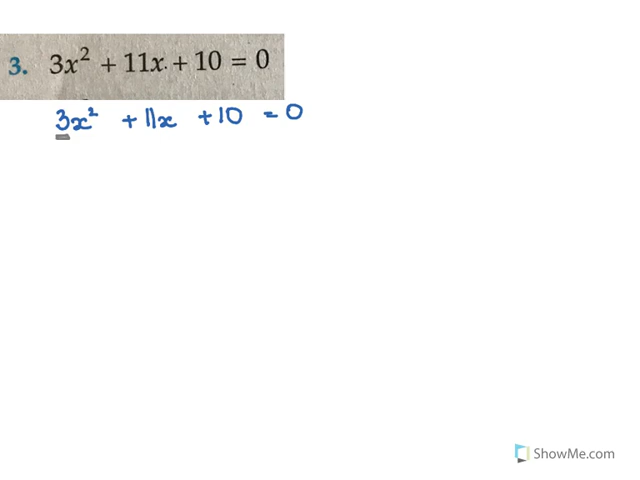 3. 3x² + 11x + 10 = 0
3x² + 11x + 10 = 0
ShowMe.com